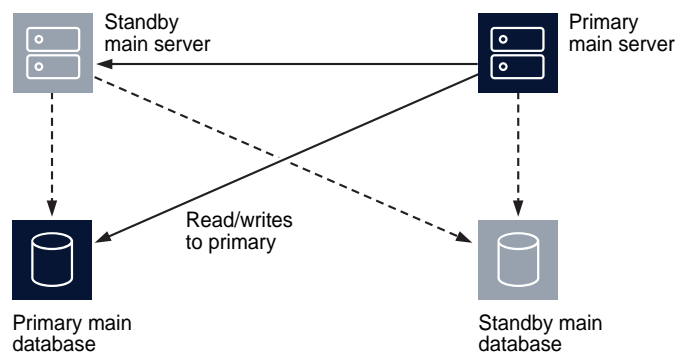 Standby
main server
Primary
main server
Read/writes
to primary
Primary main
database
Standby main
database